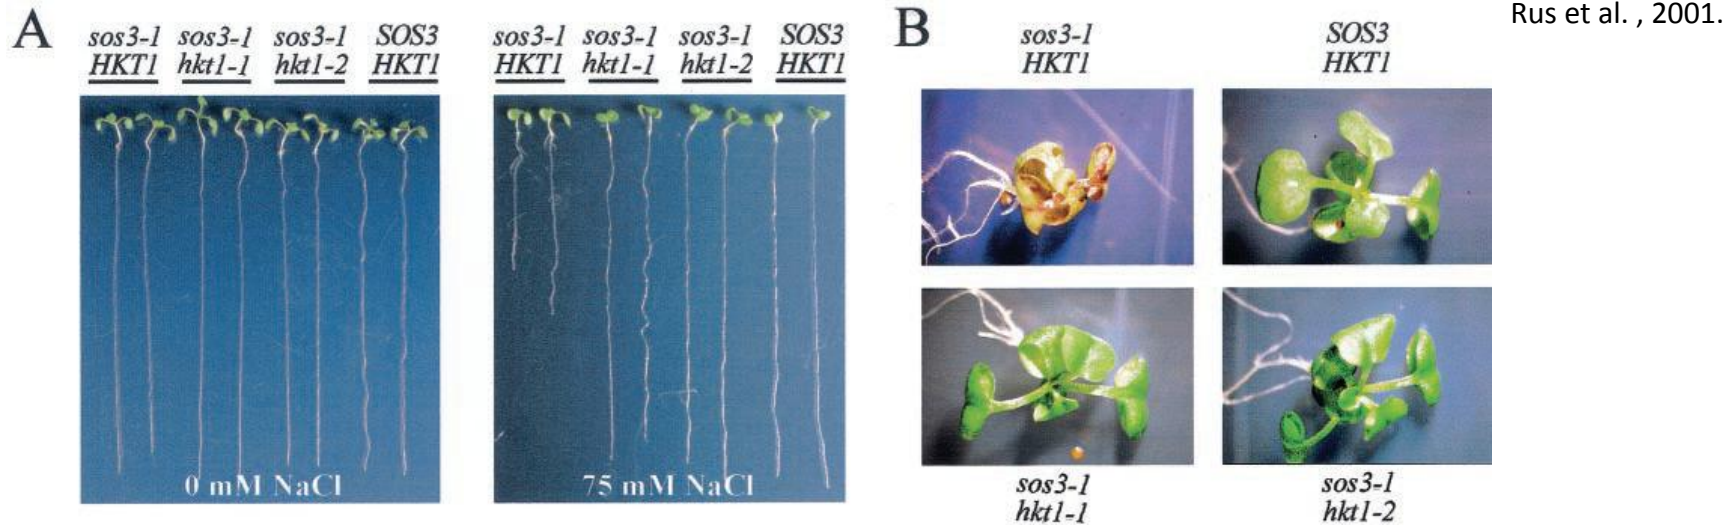 A
sos3-1 sos3-1 sos3-1 SOS3
HKT1 hkt1-1 hkt1-2 HKT1
0 mM NaCl
sos3-1 sos3-1 sos3-1 SOS3
HKT1 hkt1-1 hkt1-2 HKT1
75 mM NaCl
B
sos3-1
HKT1
SOS3
HKT1
sos3-1
hkt1-1
sos3-1
hkt1-2
Rus et al. , 2001.